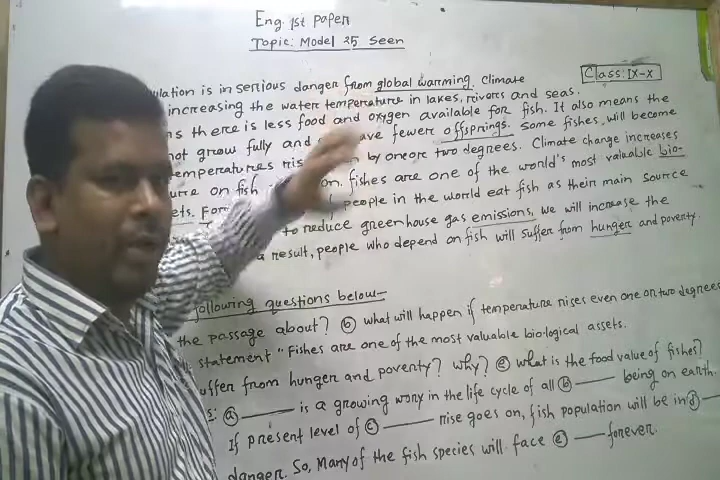 Eng. 1st Paper
Topic: Model 25 Seen
Class: IX-X
ulation is in serious danger from global warming. Climate
increasing the water temperature in lakes, rivers and seas.
s there is less food and oxygen available for fish. It also means the
not grow fully and ave fewer offsprings. Some fishes will become
temperatures ris by one or two degrees. Climate change increases
ure on fish on. fishes are one of the world's most valuable bio-
ets. For people in the world eat fish as their main source
to reduce greenhouse gas emissions, we will increase the
a result, people who depend on fish will suffer from hunger and poverty.
following questions below—
the passage about? (b) what will happen if temperature rises even one or two degrees
statement "Fishes are one of the most valuable bio.logical assets.
suffer from hunger and poverty? why? (e) what is the food value of fishes?
s: (a) ——— is a growing wory in the life cycle of all (b) ——— being on earth.
If present level of (c) ——— rise goes on, fish population will be in (d) —
danger. So, Many of the fish species will face (e) —— forever.